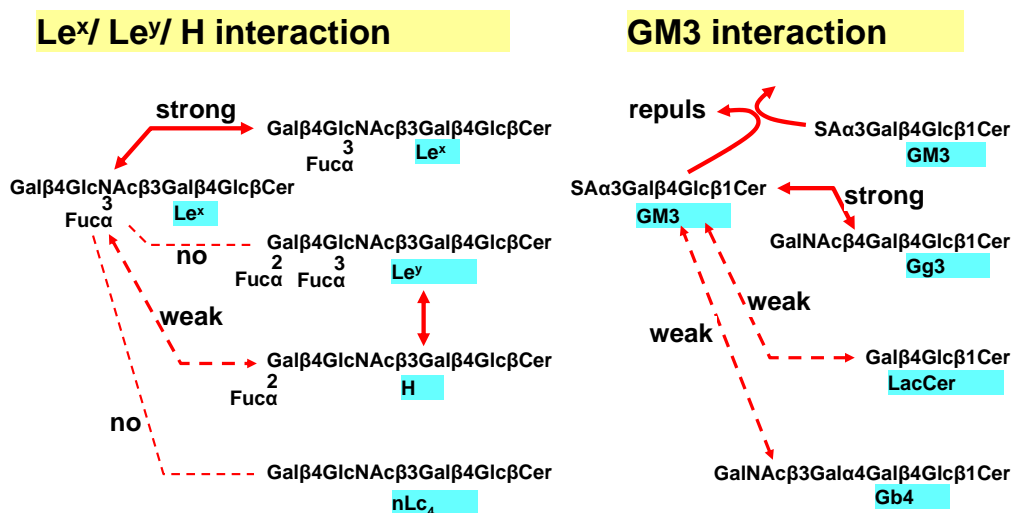 Leˣ/ Leʸ/ H interaction
strong
Galβ4GlcNAcβ3Galβ4GlcβCer
3
Fucα
Leˣ
Galβ4GlcNAcβ3Galβ4GlcβCer
3
Fucα
Leˣ
no
Galβ4GlcNAcβ3Galβ4GlcβCer
2 3
Fucα Fucα
Leʸ
weak
Galβ4GlcNAcβ3Galβ4GlcβCer
2
Fucα
H
no
Galβ4GlcNAcβ3Galβ4GlcβCer
nLc₄
GM3 interaction
repuls
SAα3Galβ4Glcβ1Cer
GM3
SAα3Galβ4Glcβ1Cer
GM3
strong
GalNAcβ4Galβ4Glcβ1Cer
Gg3
weak
weak
Galβ4Glcβ1Cer
LacCer
GalNAcβ3Galα4Galβ4Glcβ1Cer
Gb4